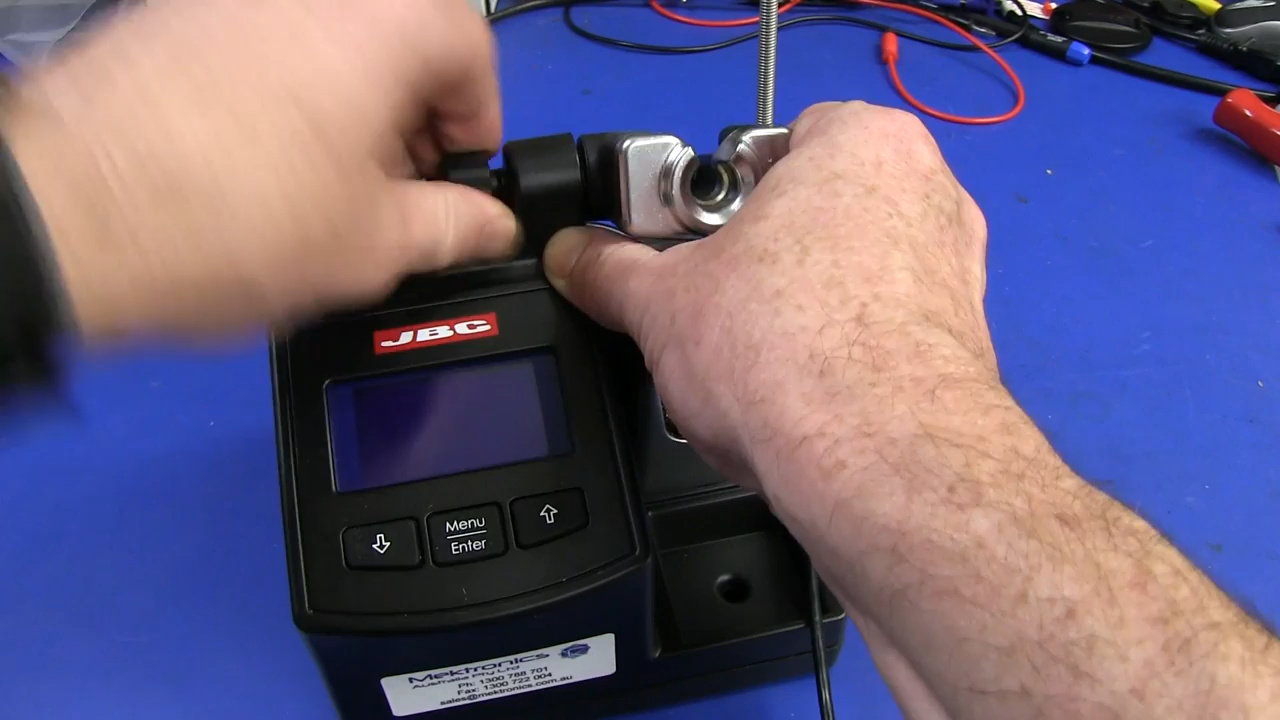 JBC
Menu
Enter
Mektronics
Australia Pty Ltd
Ph: 1300 788 701
Fax: 1300 722 004
sales@mektronics.com.au